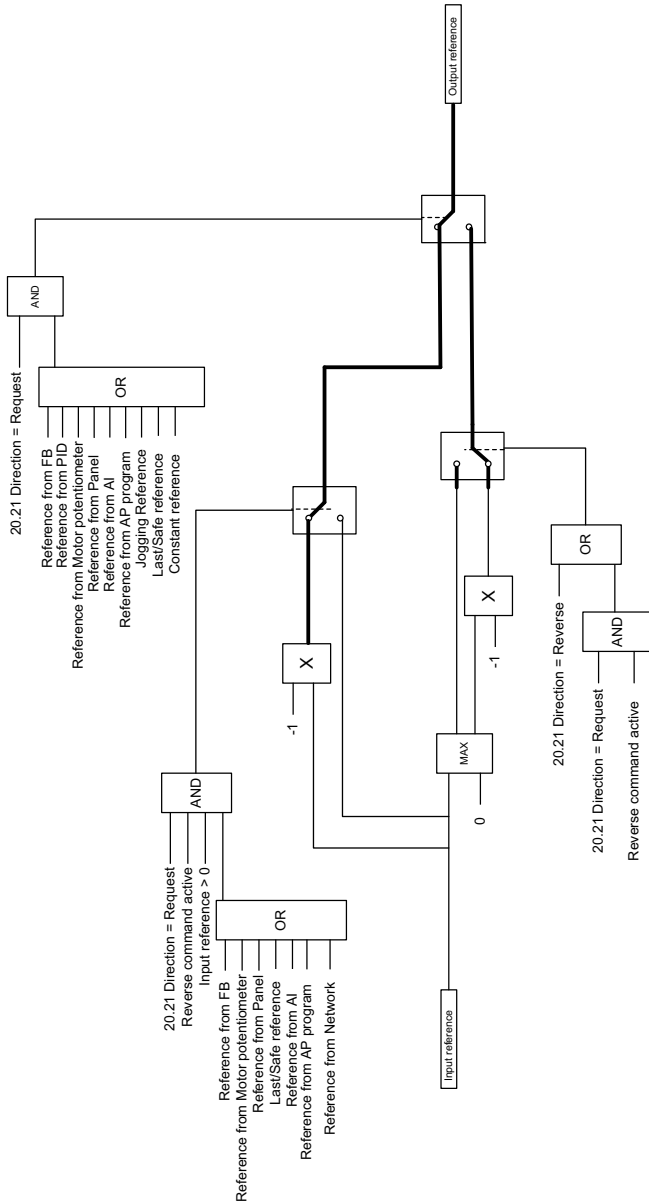 20.21 Direction = Request
AND
Reference from FB
Reference from PID
Reference from Motor potentiometer
Reference from Panel
Reference from AI
Reference from AP program
Jogging Reference
Last/Safe reference
Constant reference
OR
20.21 Direction = Request
Reverse command active
Input reference > 0
AND
Reference from FB
Reference from Motor potentiometer
Reference from Panel
Last/Safe reference
Reference from AI
Reference from AP program
Reference from Network
OR
-1
X
Input reference
MAX
0
X
-1
Output reference
20.21 Direction = Reverse
OR
20.21 Direction = Request
Reverse command active
AND